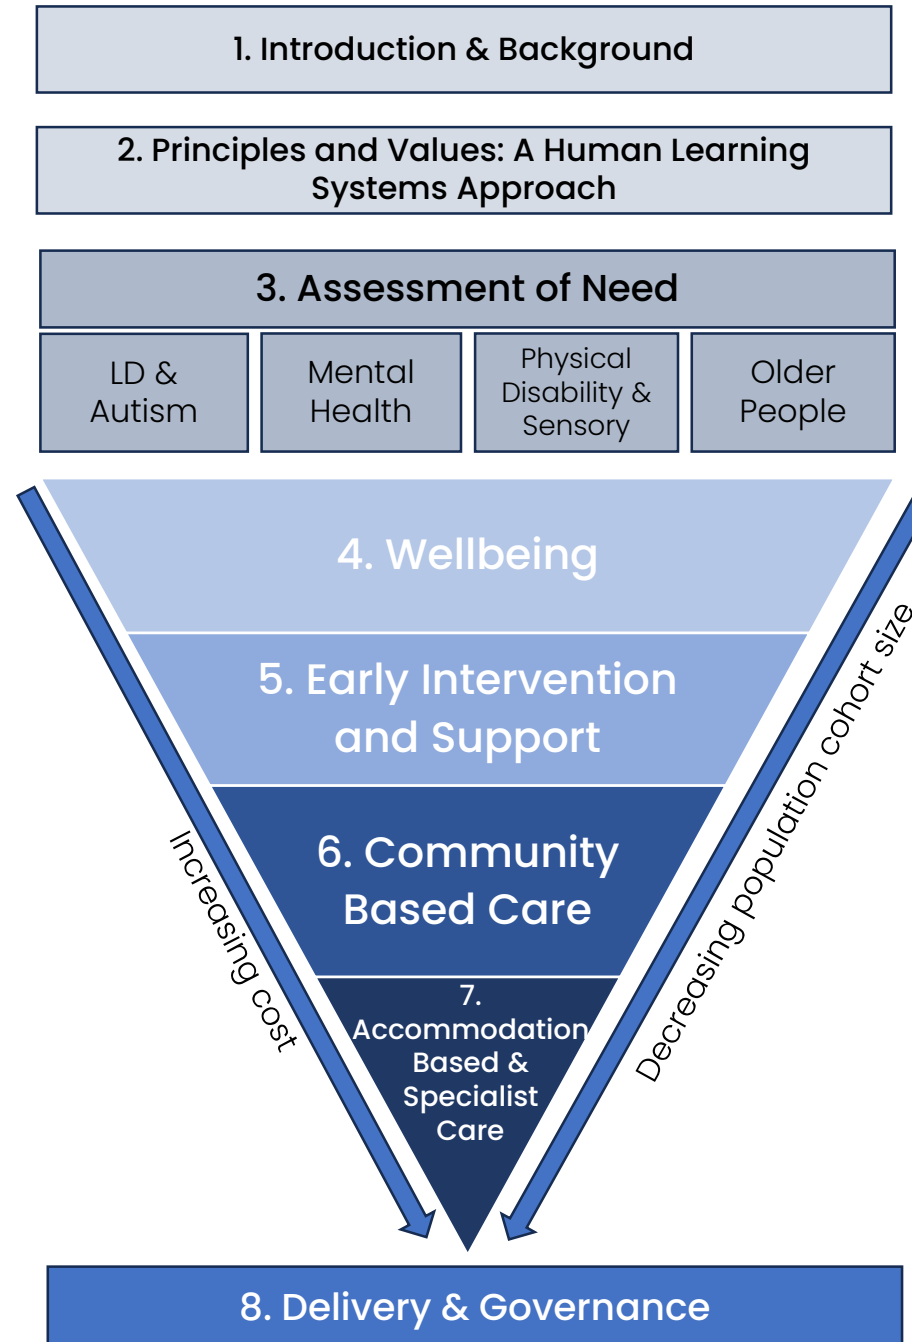 1. Introduction & Background
2. Principles and Values: A Human Learning
Systems Approach
3. Assessment of Need
LD &
Autism
Mental
Health
Physical
Disability &
Sensory
Older
People
4. Wellbeing
5. Early Intervention
and Support
6. Community
Based Care
7.
Accommodation
Based &
Specialist
Care
Increasing cost
Decreasing population cohort size
8. Delivery & Governance